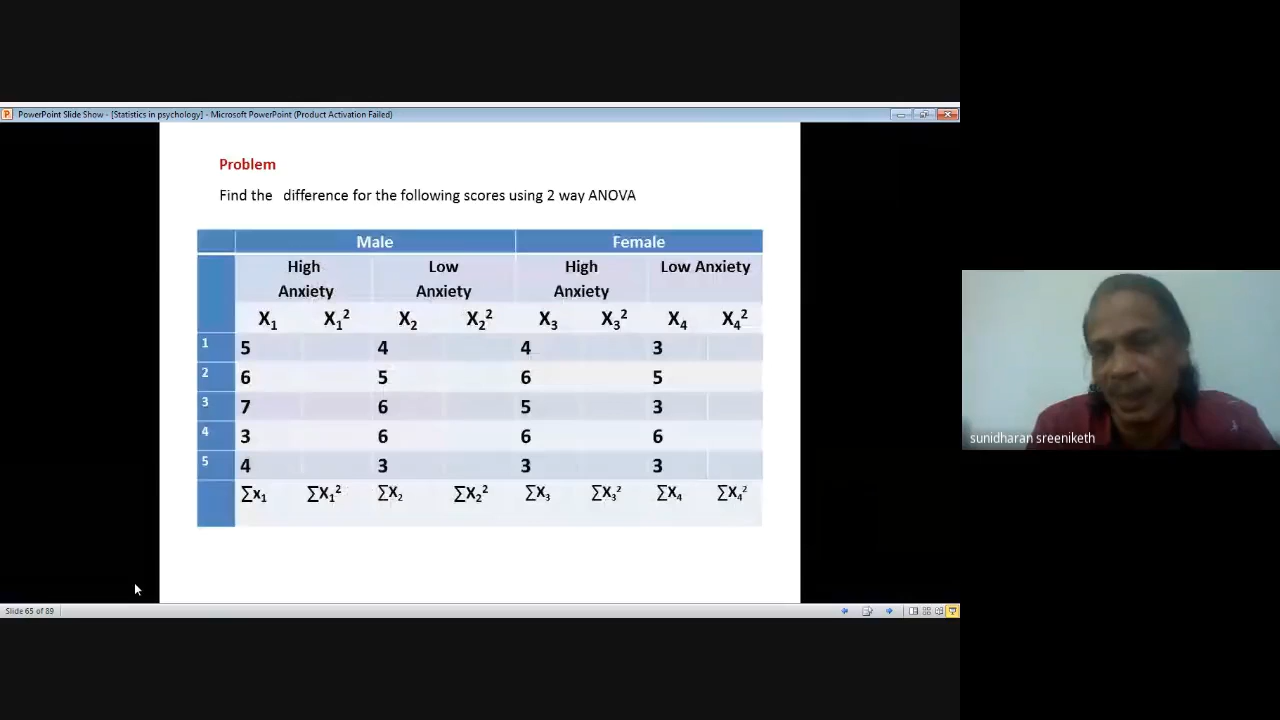 PowerPoint Slide Show - [Statistics in psychology] - Microsoft PowerPoint (Product Activation Failed)
Problem
Find the difference for the following scores using 2 way ANOVA
Male Female
High Anxiety Low Anxiety High Anxiety Low Anxiety
X₁ X₁² X₂ X₂² X₃ X₃² X₄ X₄²
1 5 4 4 3
2 6 5 6 5
3 7 6 5 3
4 3 6 6 6
5 4 3 3 3
∑x₁ ∑X₁² ∑X₂ ∑X₂² ∑X₃ ∑X₃² ∑X₄ ∑X₄²
sunidharan sreeniketh
Slide 65 of 89